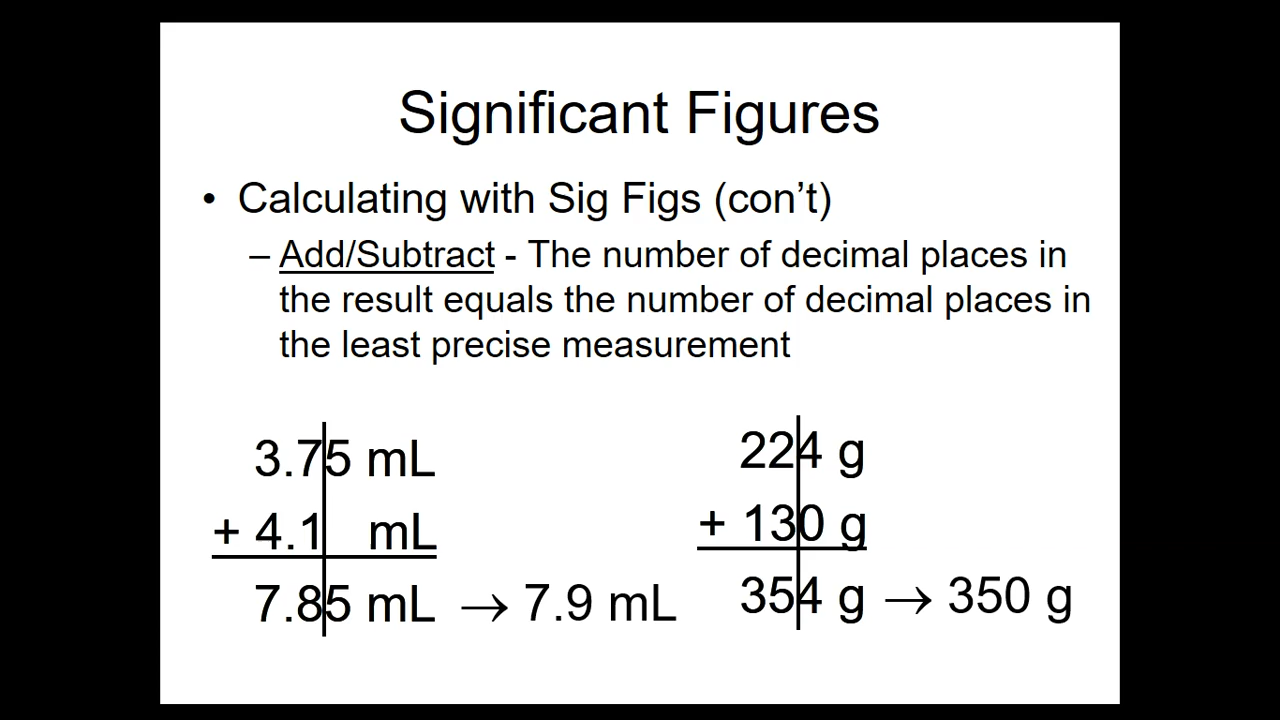 Significant Figures
• Calculating with Sig Figs (con’t)
– Add/Subtract - The number of decimal places in
the result equals the number of decimal places in
the least precise measurement
3.75 mL
+ 4.1 mL
7.85 mL → 7.9 mL
224 g
+ 130 g
354 g → 350 g